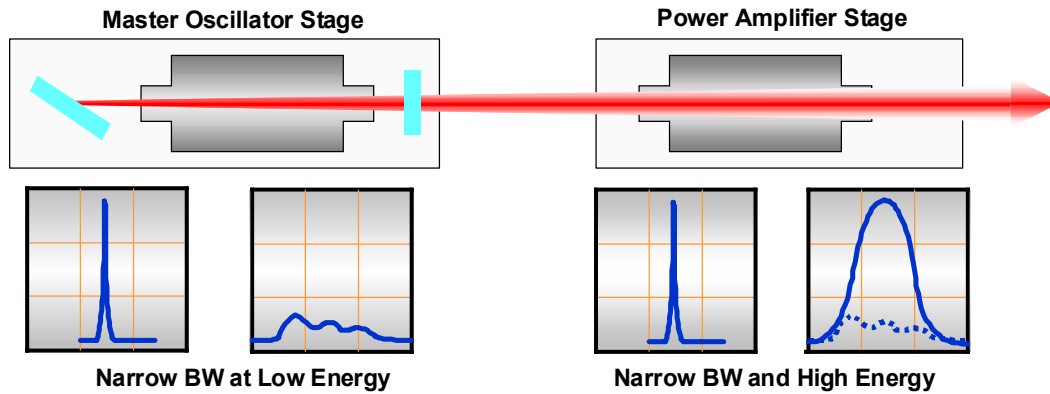 Master Oscillator Stage
Power Amplifier Stage
Narrow BW at Low Energy
Narrow BW and High Energy